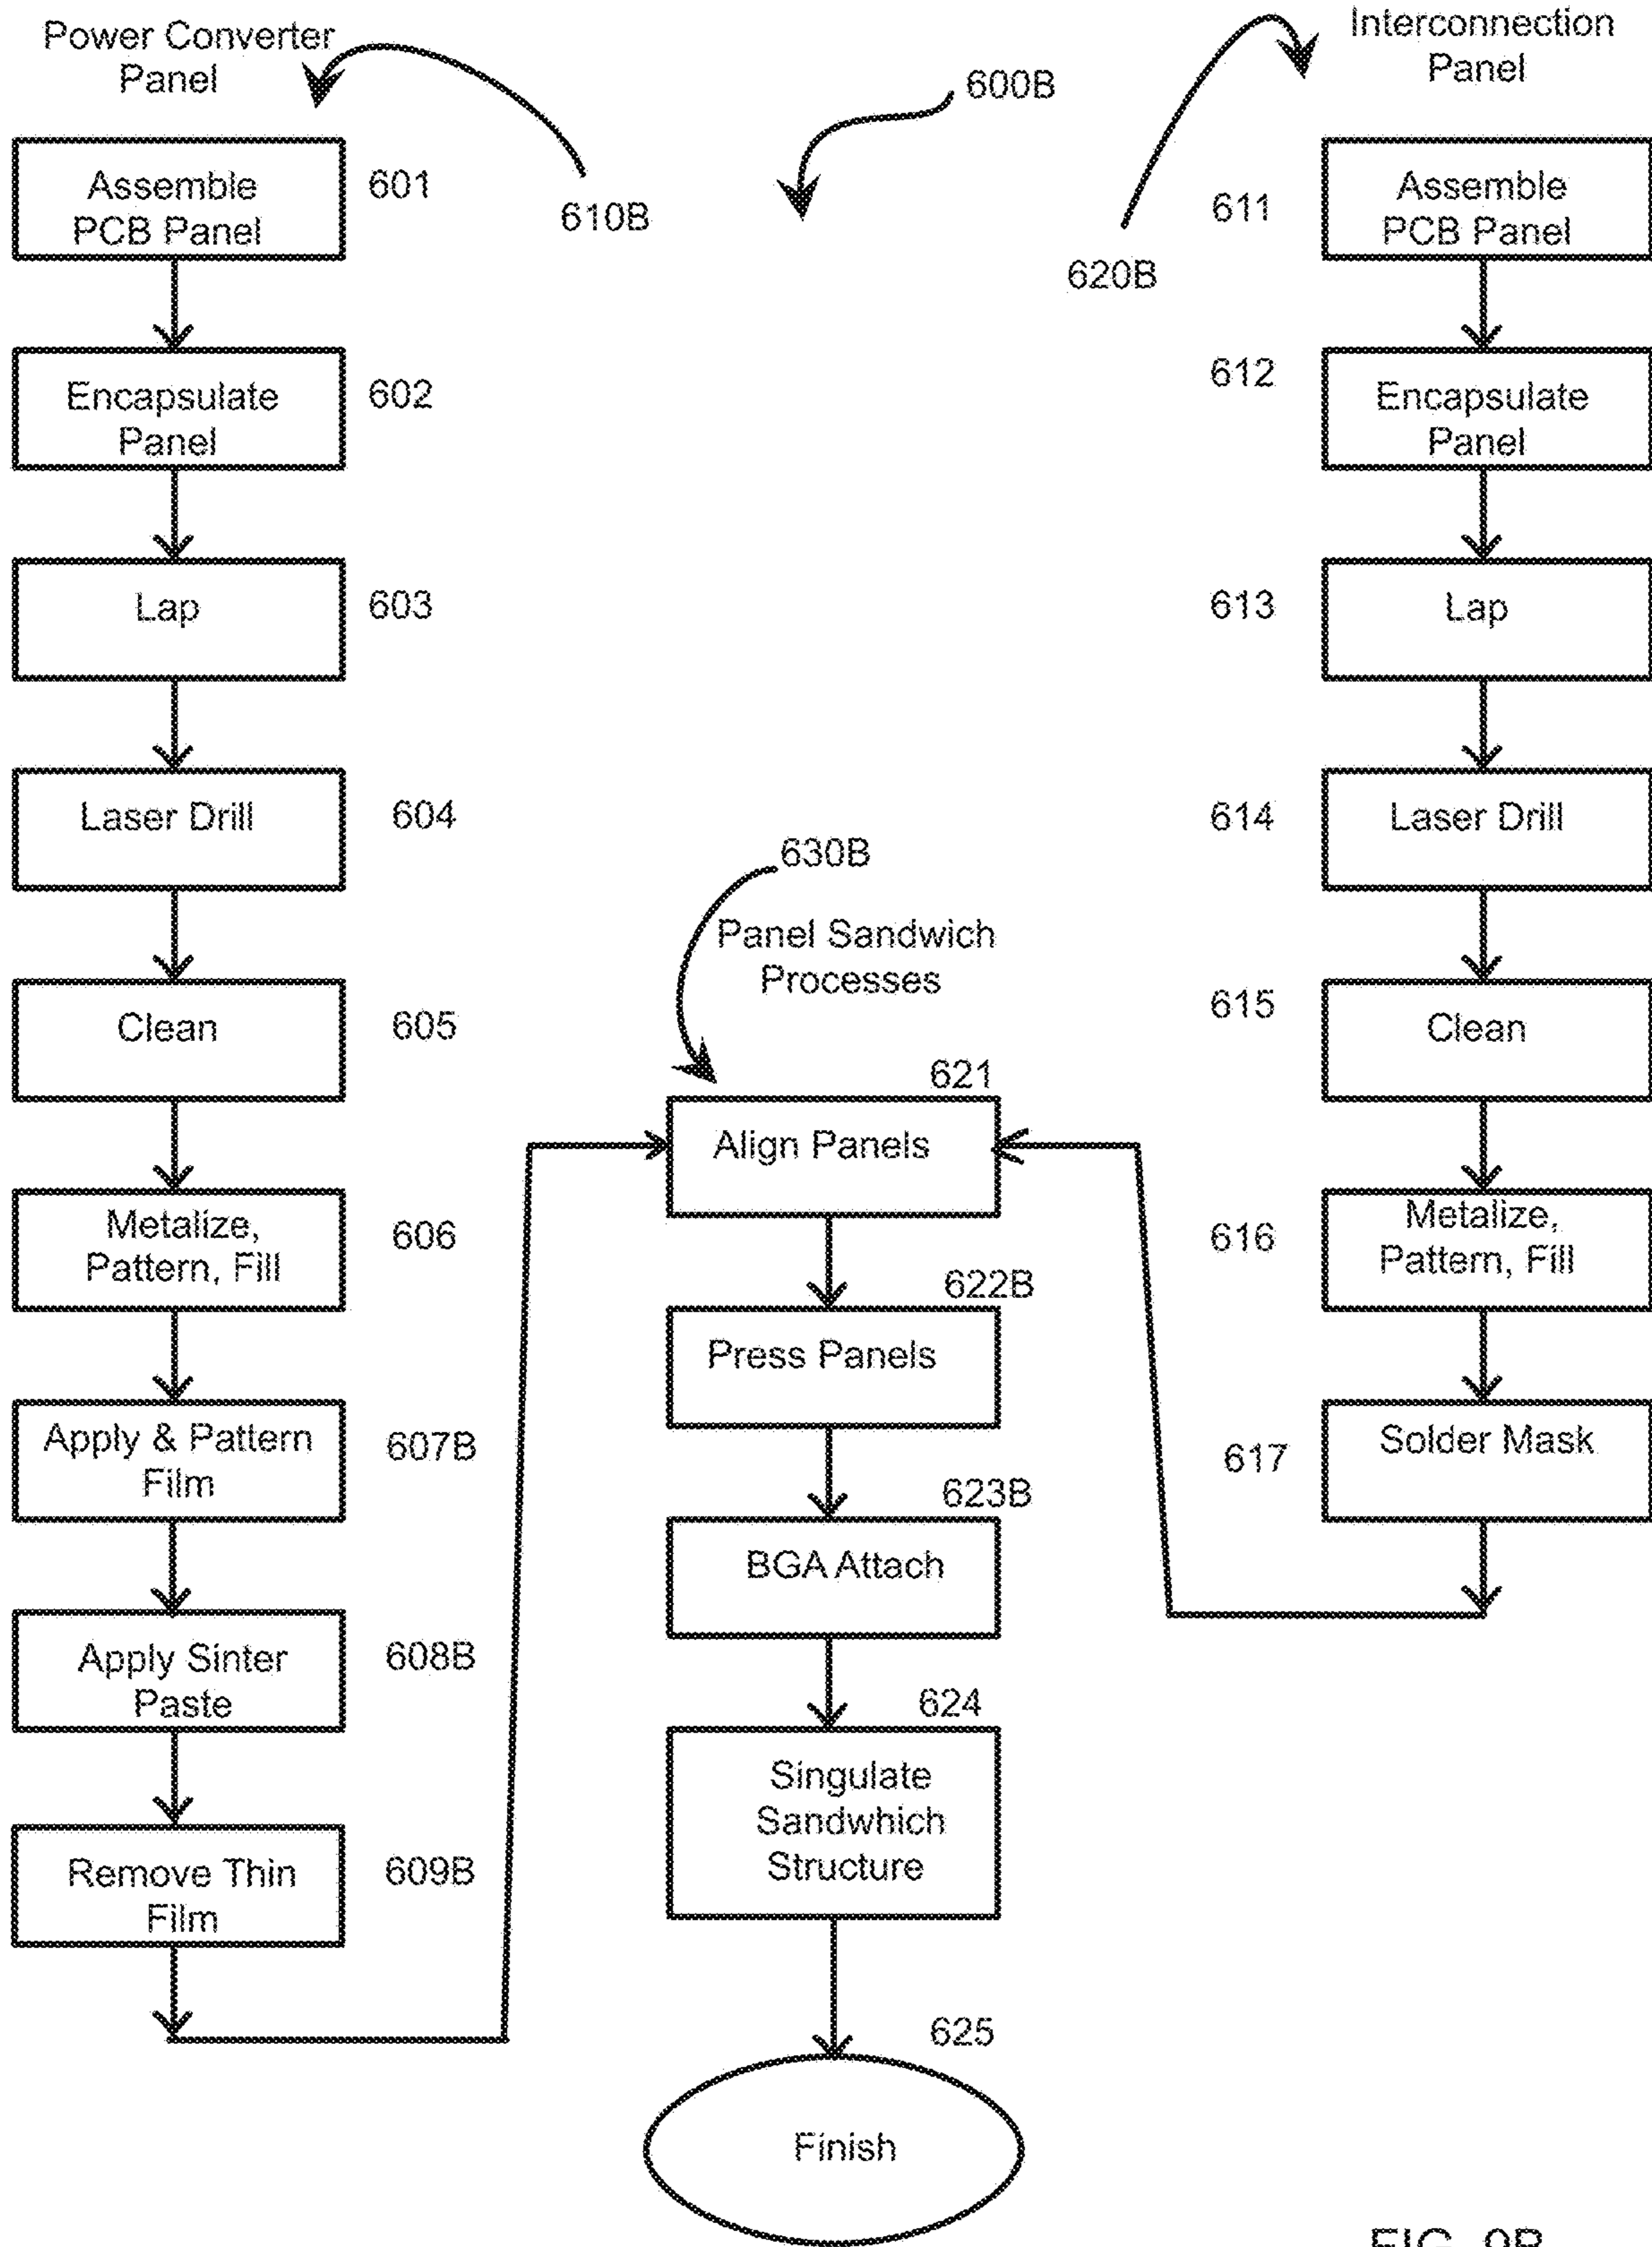 Power Converter
Panel
Assemble
PCB Panel
601
Encapsulate
Panel
602
Lap
603
Laser Drill
604
Clean
605
Metalize,
Pattern, Fill
606
Apply & Pattern
Film
607B
Apply Sinter
Paste
608B
Remove Thin
Film
609B
610B
600B
620B
630B
Panel Sandwich
Processes
621
Align Panels
622B
Press Panels
623B
BGA Attach
624
Singulate
Sandwhich
Structure
625
Finish
Interconnection
Panel
611
Assemble
PCB Panel
612
Encapsulate
Panel
613
Lap
614
Laser Drill
615
Clean
616
Metalize,
Pattern, Fill
617
Solder Mask
FIG. 9B